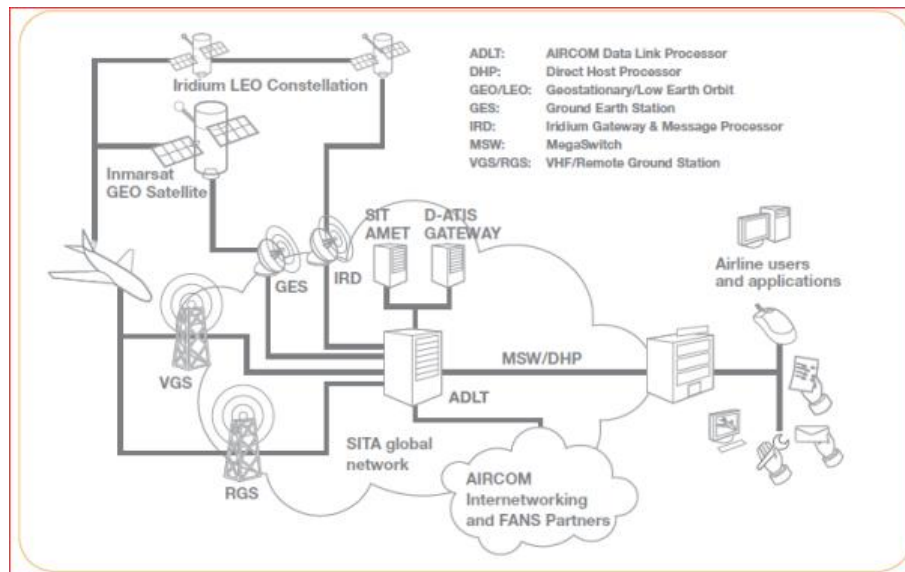 ADLT: AIRCOM Data Link Processor
DHP: Direct Host Processor
GEO/LEO: Geostationary/Low Earth Orbit
GES: Ground Earth Station
IRD: Iridium Gateway & Message Processor
MSW: MegaSwitch
VGS/RGS: VHF/Remote Ground Station
Iridium LEO Constellation
Inmarsat
GEO Satellite
SIT
AMET
D-ATIS
GATEWAY
GES
IRD
Airline users
and applications
VGS
MSW/DHP
ADLT
RGS
SITA global
network
AIRCOM
Internetworking
and FANS Partners